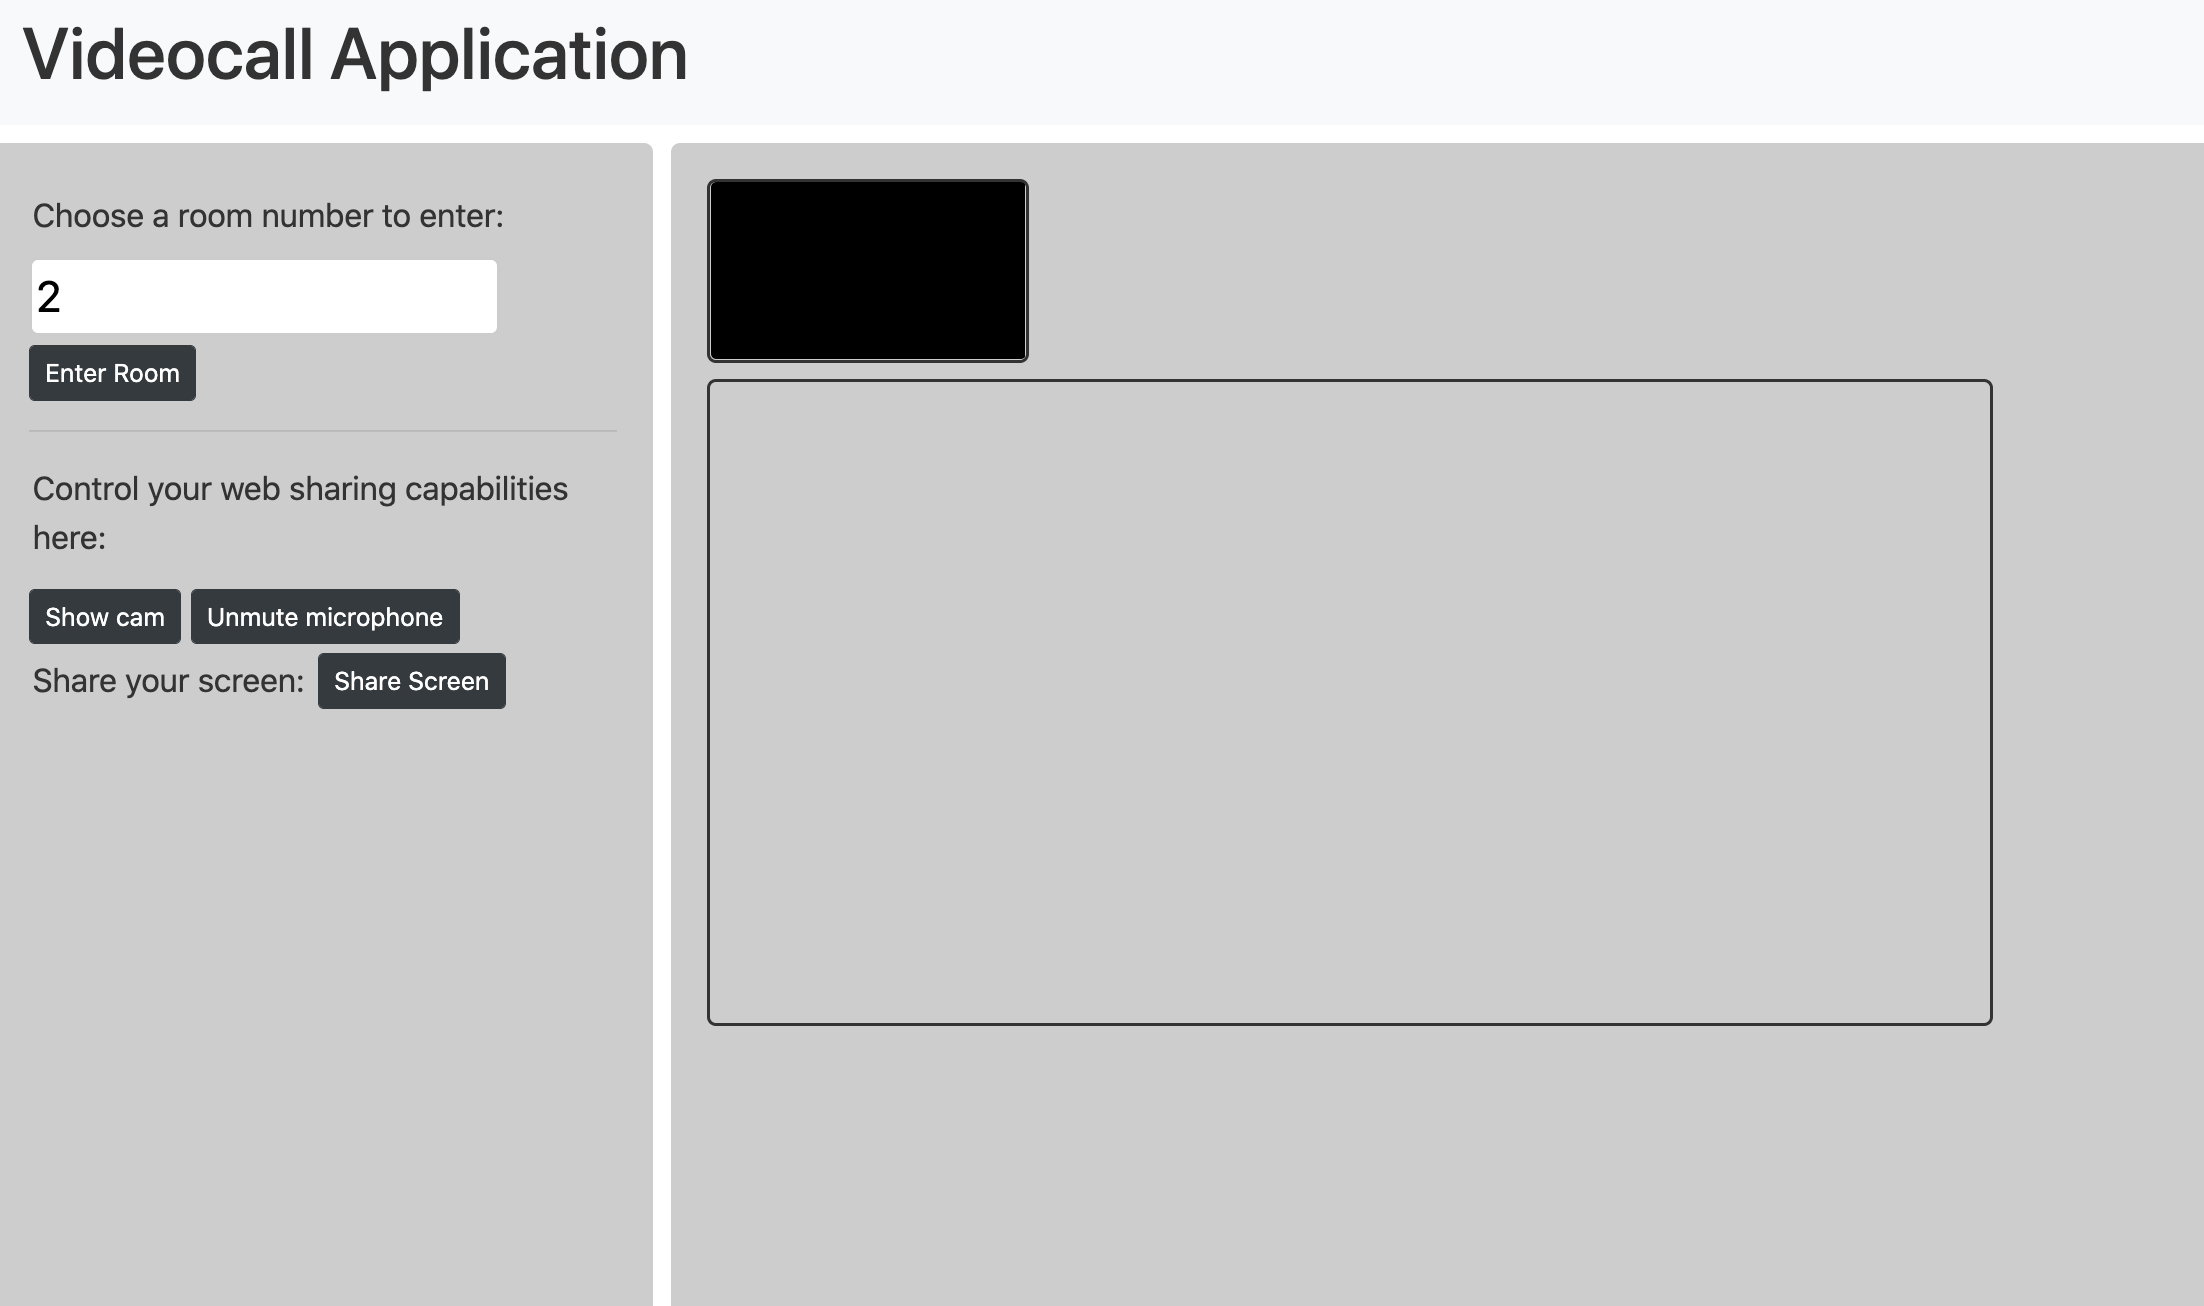 Videocall Application
Choose a room number to enter:
2
Enter Room
Control your web sharing capabilities
here:
Show cam Unmute microphone
Share your screen: Share Screen